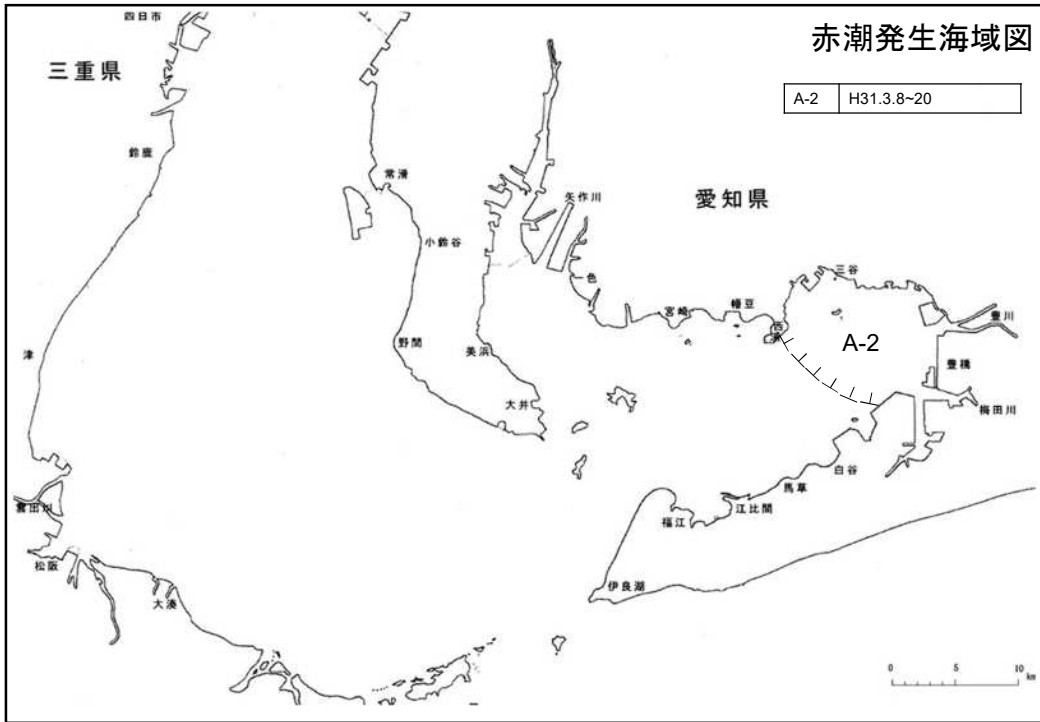 赤潮発生海域図
A-2 H31.3.8~20
四日市
三重県
鈴鹿
常滑
矢作川
愛知県
小鈴谷
一色
三谷
宮崎
幡豆
西浦
豊川
A-2
津
野間
美浜
豊橋
大井
梅田川
白谷
馬草
雲出川
江比間
福江
松阪
伊良湖
大湊
0 5 10
km